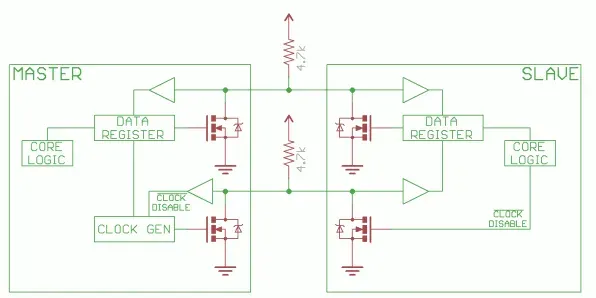 MASTER
SLAVE
4.7k
DATA
REGISTER
DATA
REGISTER
CORE
LOGIC
4.7k
CORE
LOGIC
CLOCK
DISABLE
CLOCK GEN
CLOCK
DISABLE